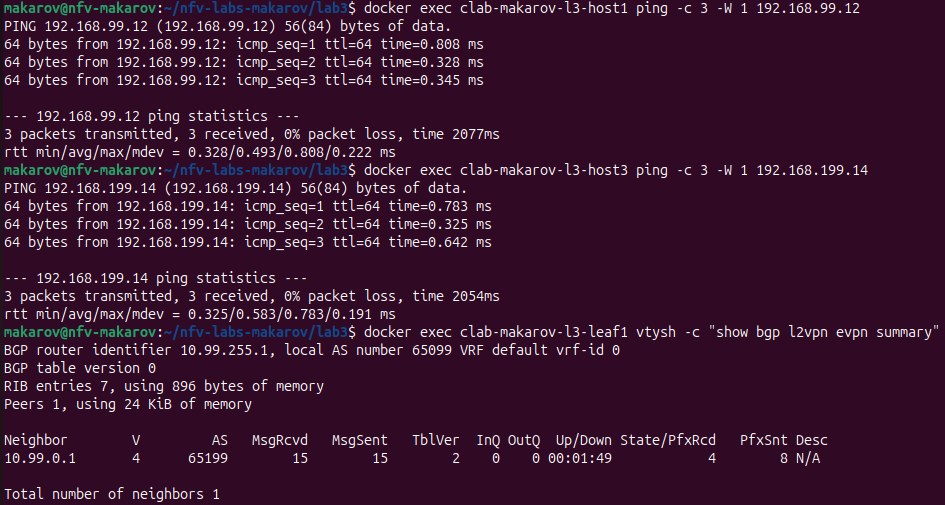 makarov@nfv-makarov:~/nfv-labs-makarov/lab3$ docker exec clab-makarov-l3-host1 ping -c 3 -W 1 192.168.99.12
PING 192.168.99.12 (192.168.99.12) 56(84) bytes of data.
64 bytes from 192.168.99.12: icmp_seq=1 ttl=64 time=0.808 ms
64 bytes from 192.168.99.12: icmp_seq=2 ttl=64 time=0.328 ms
64 bytes from 192.168.99.12: icmp_seq=3 ttl=64 time=0.345 ms

--- 192.168.99.12 ping statistics ---
3 packets transmitted, 3 received, 0% packet loss, time 2077ms
rtt min/avg/max/mdev = 0.328/0.493/0.808/0.222 ms
makarov@nfv-makarov:~/nfv-labs-makarov/lab3$ docker exec clab-makarov-l3-host3 ping -c 3 -W 1 192.168.199.14
PING 192.168.199.14 (192.168.199.14) 56(84) bytes of data.
64 bytes from 192.168.199.14: icmp_seq=1 ttl=64 time=0.783 ms
64 bytes from 192.168.199.14: icmp_seq=2 ttl=64 time=0.325 ms
64 bytes from 192.168.199.14: icmp_seq=3 ttl=64 time=0.642 ms

--- 192.168.199.14 ping statistics ---
3 packets transmitted, 3 received, 0% packet loss, time 2054ms
rtt min/avg/max/mdev = 0.325/0.583/0.783/0.191 ms
makarov@nfv-makarov:~/nfv-labs-makarov/lab3$ docker exec clab-makarov-l3-leaf1 vtysh -c "show bgp l2vpn evpn summary"
BGP router identifier 10.99.255.1, local AS number 65099 VRF default vrf-id 0
BGP table version 0
RIB entries 7, using 896 bytes of memory
Peers 1, using 24 KiB of memory

Neighbor        V         AS   MsgRcvd   MsgSent   TblVer  InQ OutQ  Up/Down State/PfxRcd   PfxSnt Desc
10.99.0.1       4      65199        15        15        2    0    0 00:01:49            4        8 N/A

Total number of neighbors 1